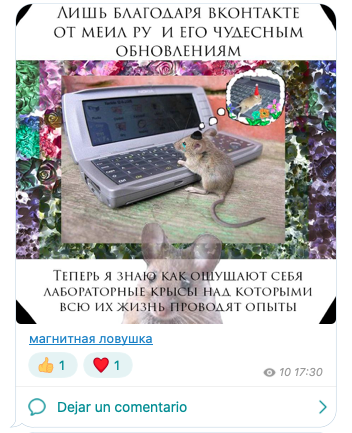 Лишь благодаря вконтакте
от меил ру и его чудесным
обновлениям
Теперь я знаю как ощущают себя
лабораторные крысы над которыми
всю их жизнь проводят опыты
магнитная ловушка
👍 1 ❤️ 1
10 17:30
Dejar un comentario